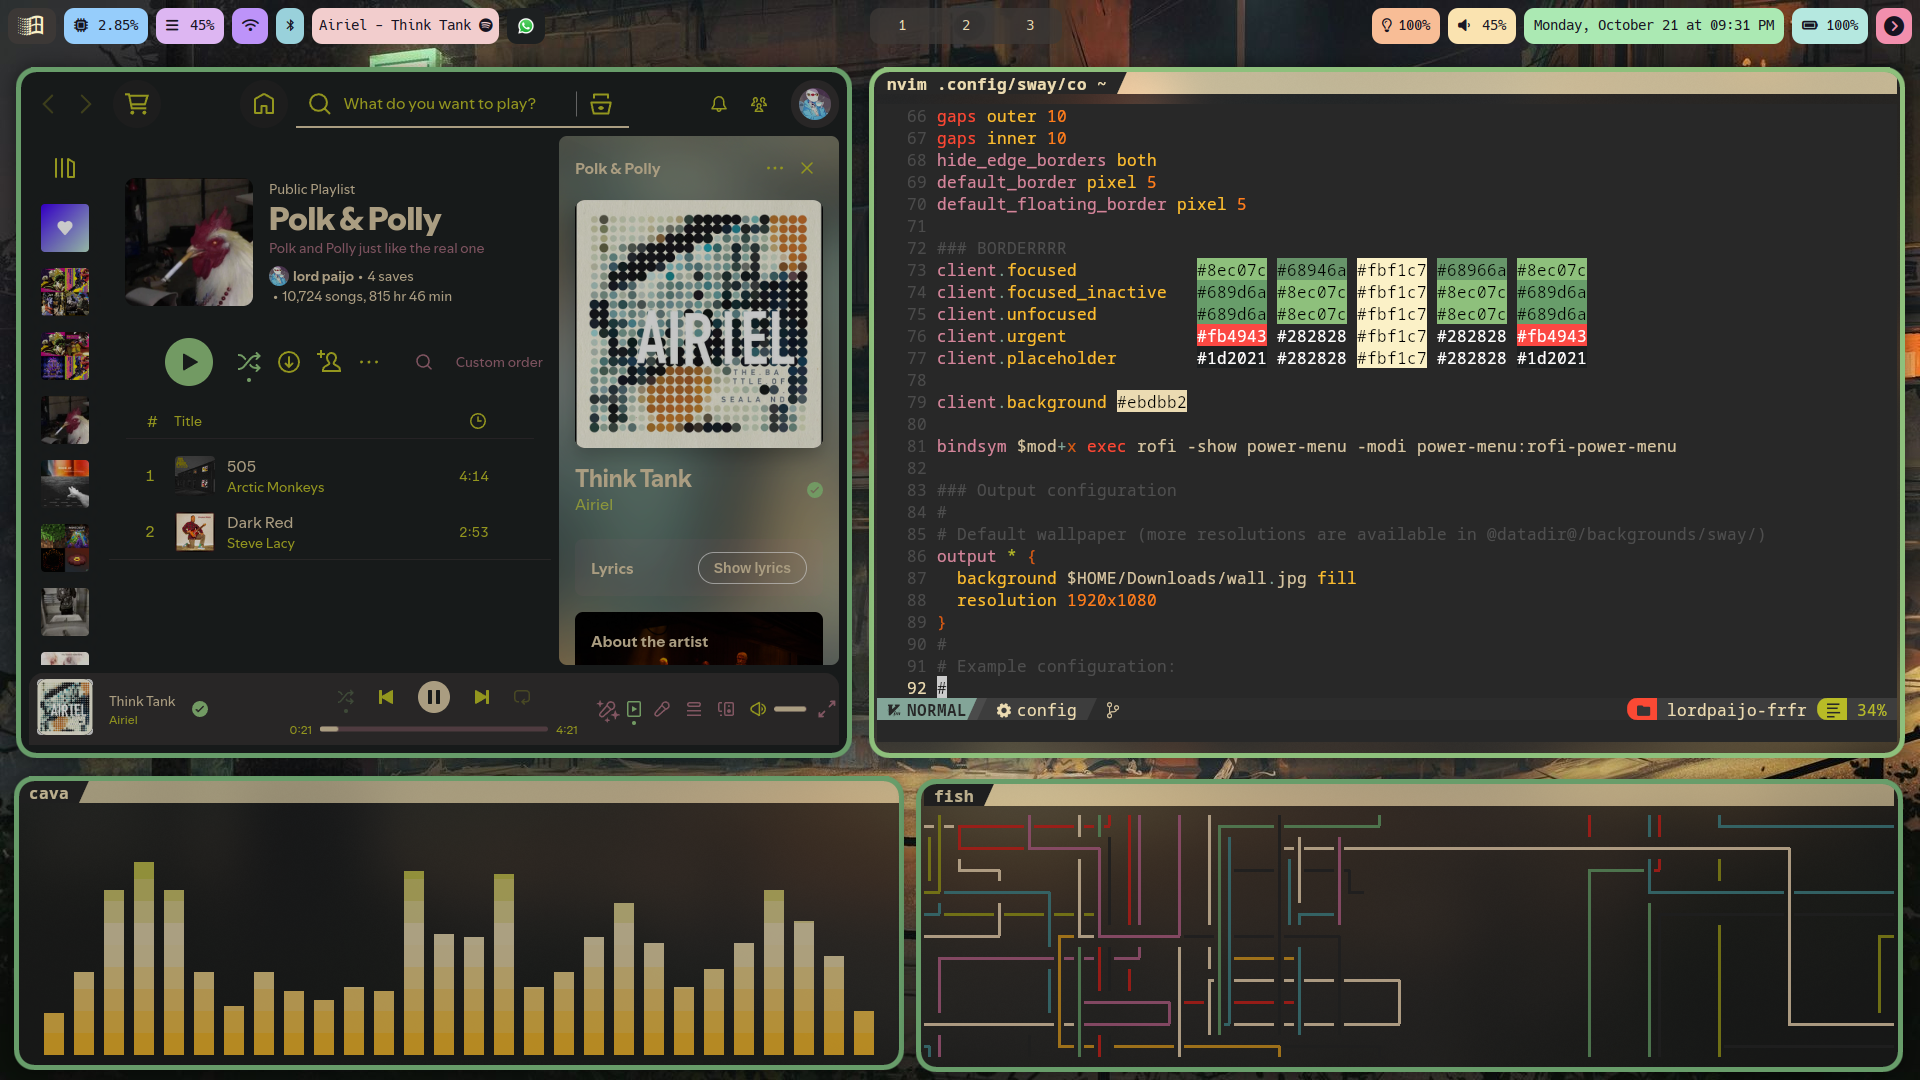 2.85%
45%
Airiel - Think Tank
1
2
3
100%
45%
Monday, October 21 at 09:31 PM
100%
What do you want to play?
Public Playlist
Polk & Polly
Polk and Polly just like the real one
lord paijo • 4 saves
• 10,724 songs, 815 hr 46 min
Custom order
# Title
1 505 4:14
Arctic Monkeys
2 Dark Red 2:53
Steve Lacy
Polk & Polly
AIRIEL
THE BA
TTLE OF
SEALA ND
Think Tank
Airiel
Lyrics
Show lyrics
About the artist
AIRIEL
Think Tank
Airiel
0:21
4:21
nvim .config/sway/co ~
66 gaps outer 10
67 gaps inner 10
68 hide_edge_borders both
69 default_border pixel 5
70 default_floating_border pixel 5
71
72 ### BORDERRRR
73 client.focused #8ec07c #68946a #fbf1c7 #68966a #8ec07c
74 client.focused_inactive #689d6a #8ec07c #fbf1c7 #8ec07c #689d6a
75 client.unfocused #689d6a #8ec07c #fbf1c7 #8ec07c #689d6a
76 client.urgent #fb4943 #282828 #fbf1c7 #282828 #fb4943
77 client.placeholder #1d2021 #282828 #fbf1c7 #282828 #1d2021
78
79 client.background #ebdbb2
80
81 bindsym $mod+x exec rofi -show power-menu -modi power-menu:rofi-power-menu
82
83 ### Output configuration
84 #
85 # Default wallpaper (more resolutions are available in @datadir@/backgrounds/sway/)
86 output * {
87 background $HOME/Downloads/wall.jpg fill
88 resolution 1920x1080
89 }
90 #
91 # Example configuration:
92 #
NORMAL config lordpaijo-frfr 34%
cava
fish